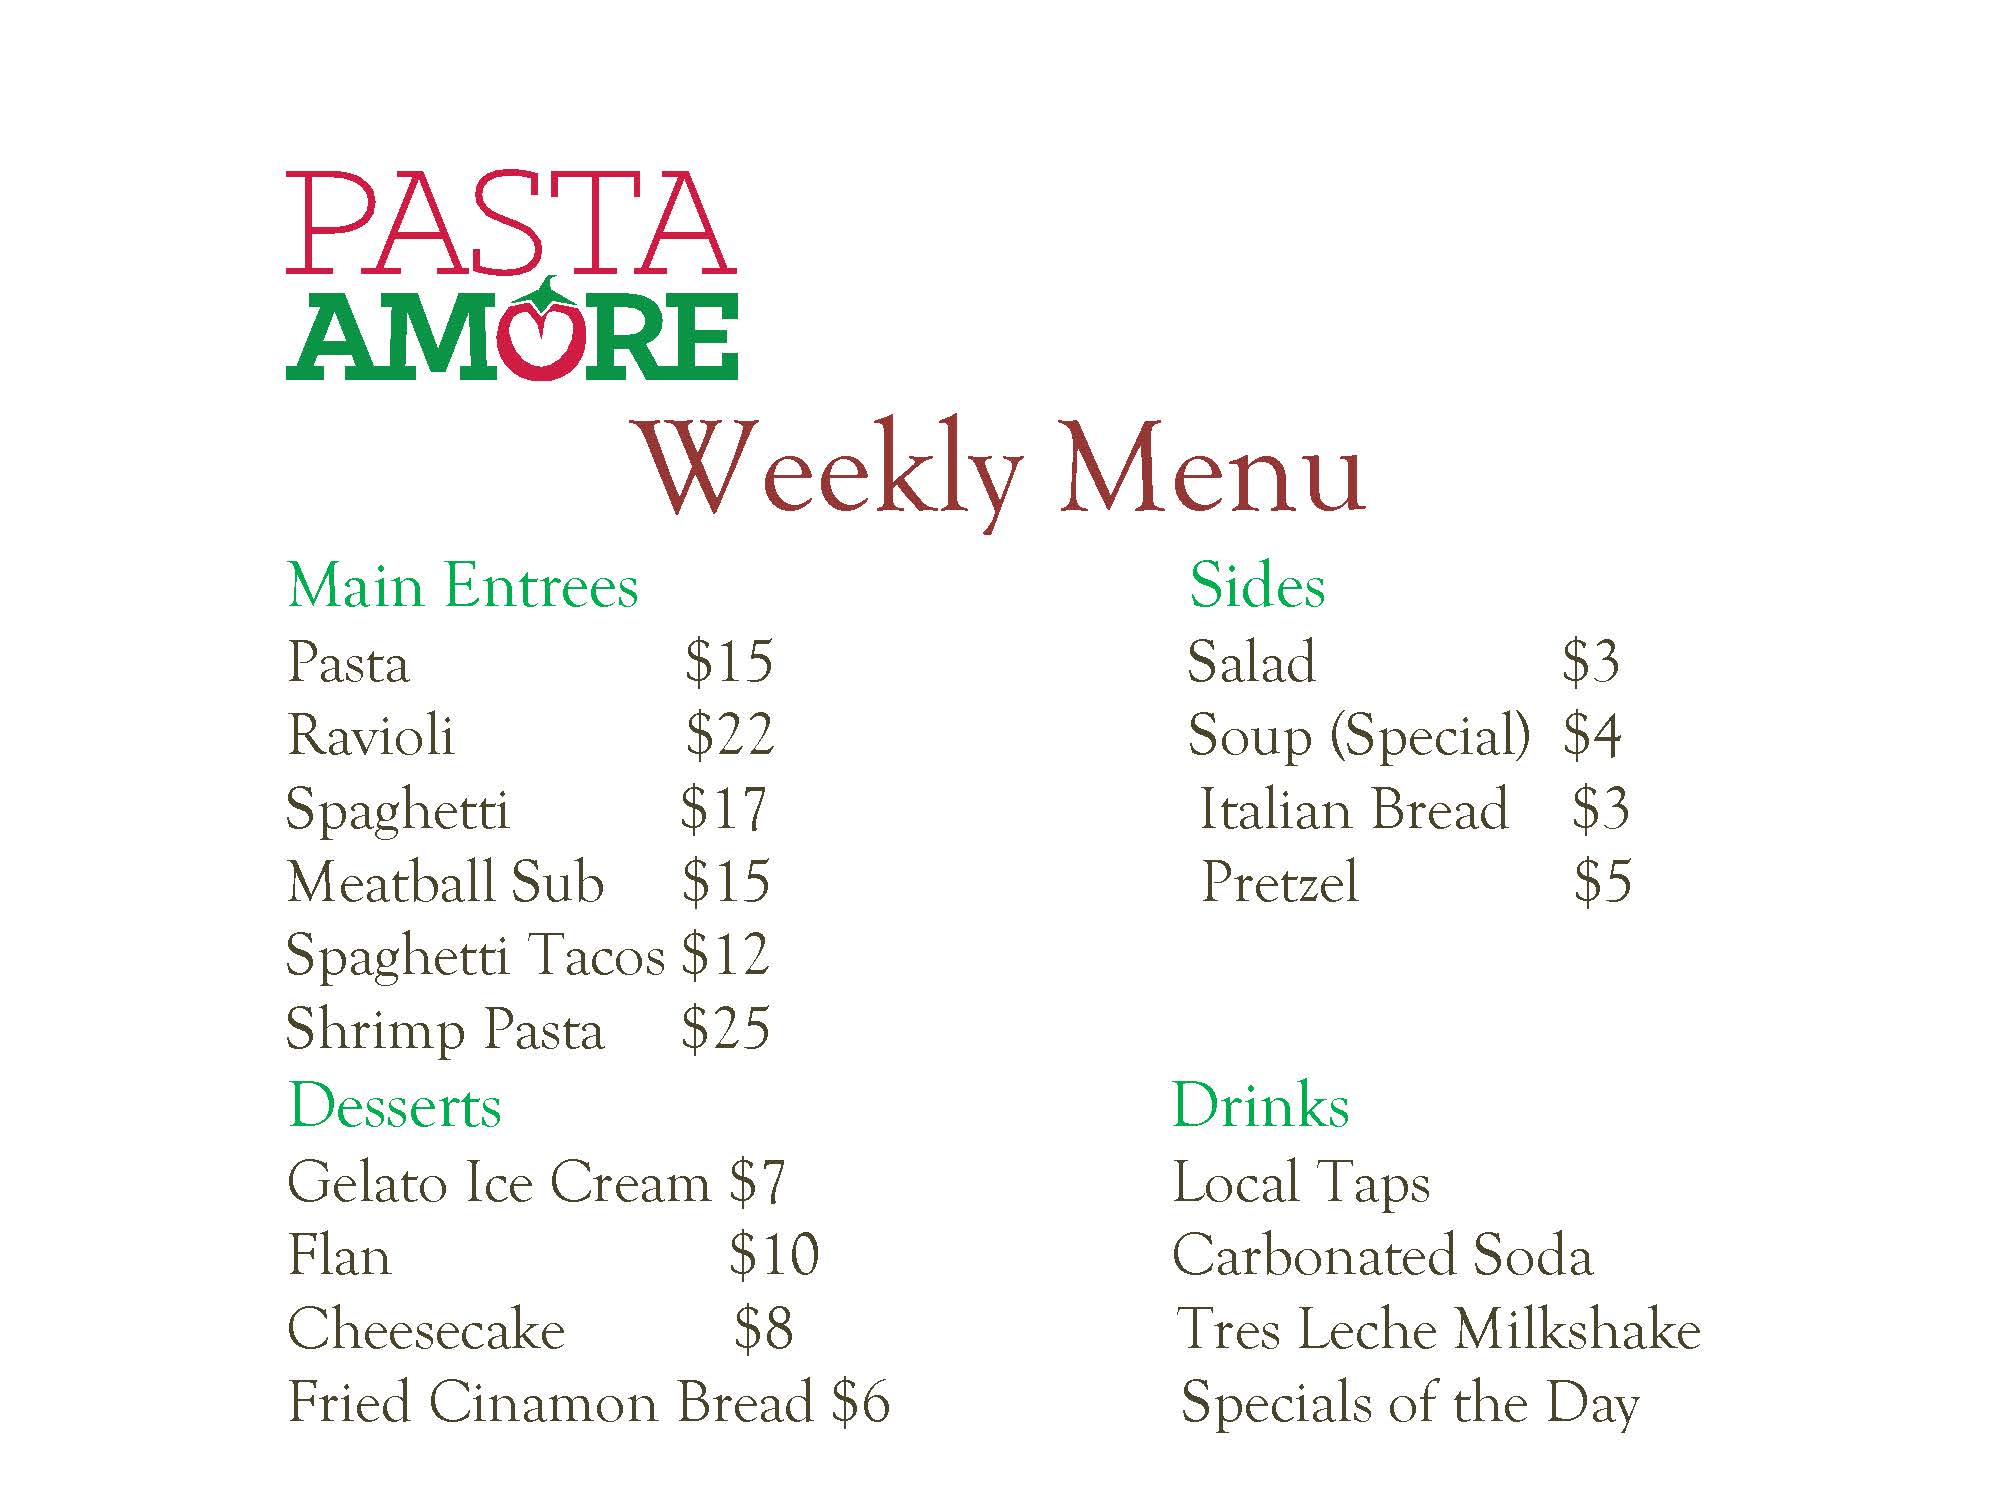 PASTA
AMORE
Weekly Menu
Main Entrees
Pasta $15
Ravioli $22
Spaghetti $17
Meatball Sub $15
Spaghetti Tacos $12
Shrimp Pasta $25
Sides
Salad $3
Soup (Special) $4
Italian Bread $3
Pretzel $5
Desserts
Gelato Ice Cream $7
Flan $10
Cheesecake $8
Fried Cinamon Bread $6
Drinks
Local Taps
Carbonated Soda
Tres Leche Milkshake
Specials of the Day